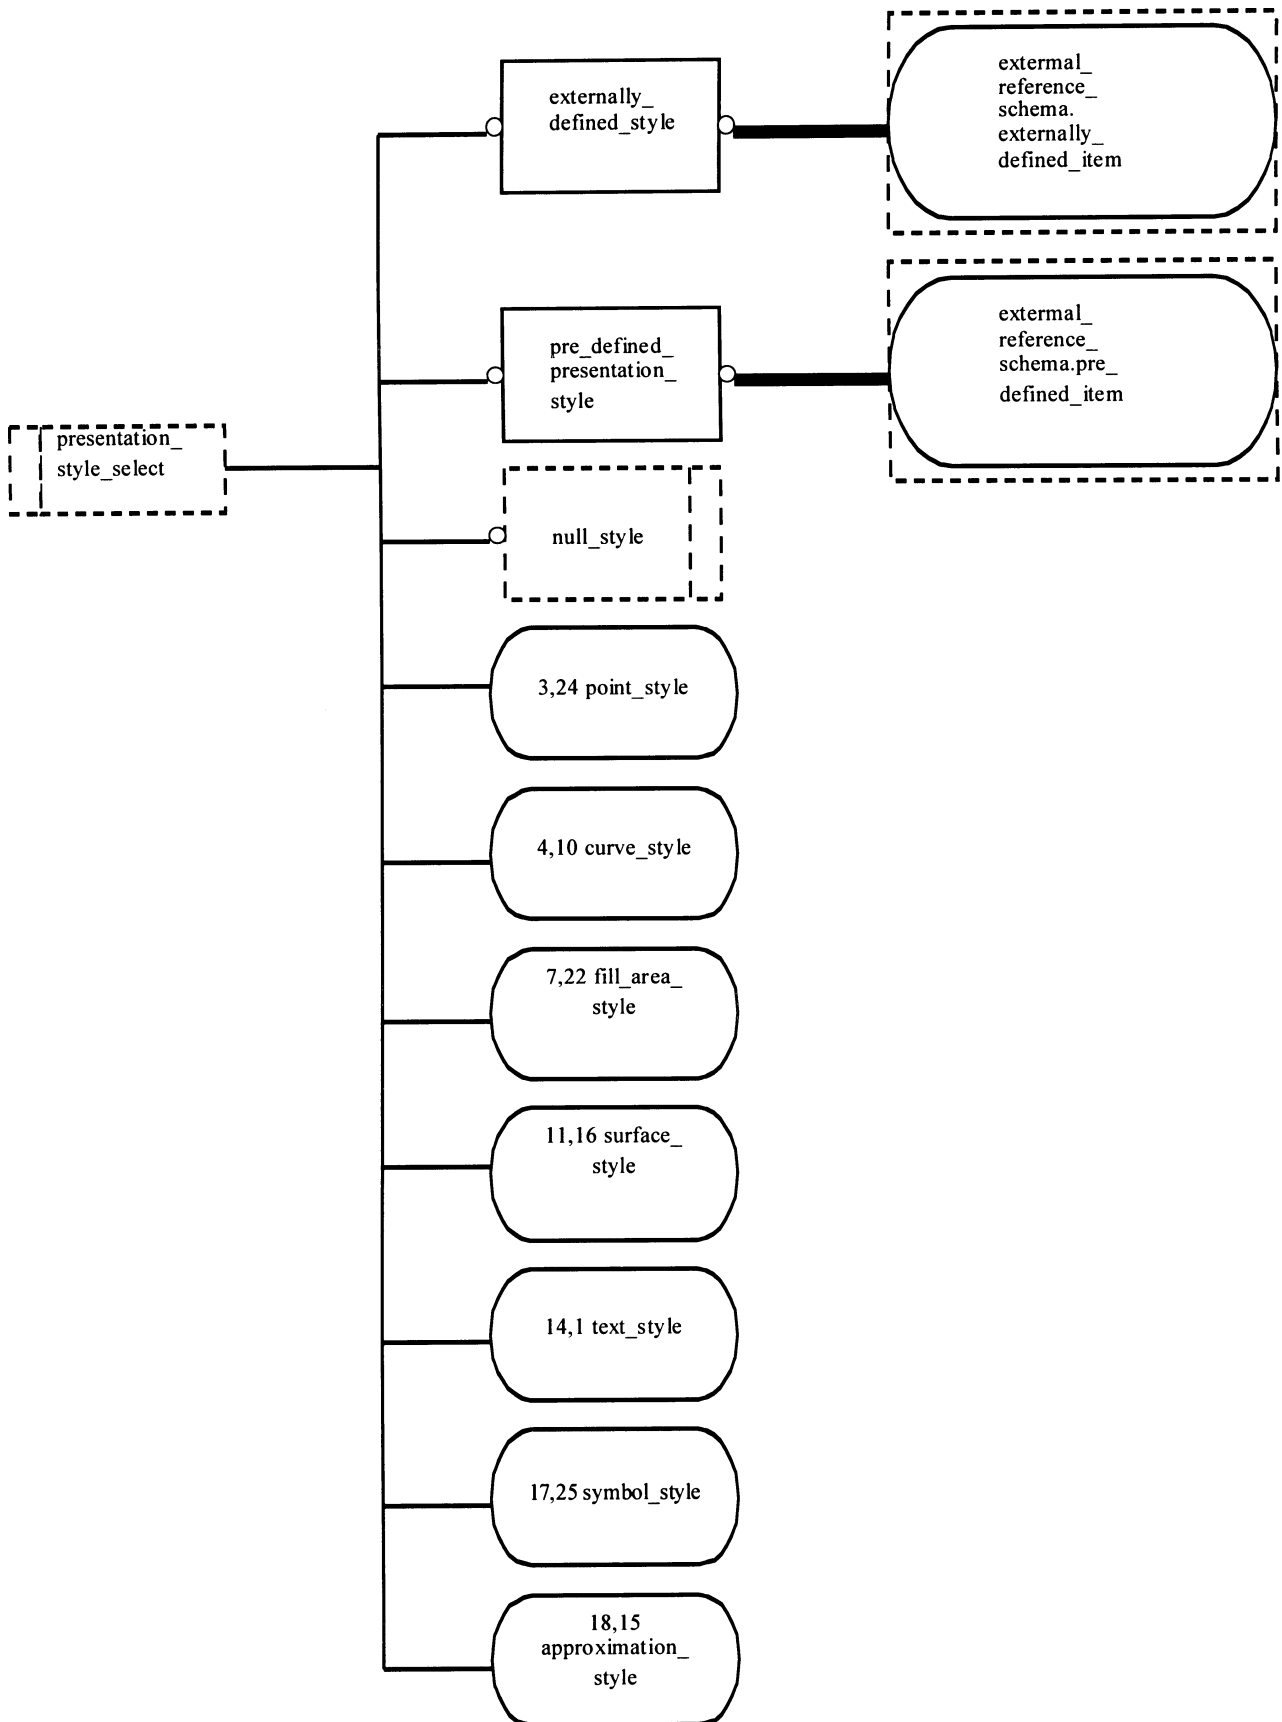 externally_
defined_style
extermal_
reference_
schema.
externally_
defined_item
pre_defined_
presentation_
style
extermal_
reference_
schema.pre_
defined_item
presentation_
style_select
null_style
3,24 point_style
4,10 curve_style
7,22 fill_area_
style
11,16 surface_
style
14,1 text_style
17,25 symbol_style
18,15
approximation_
style